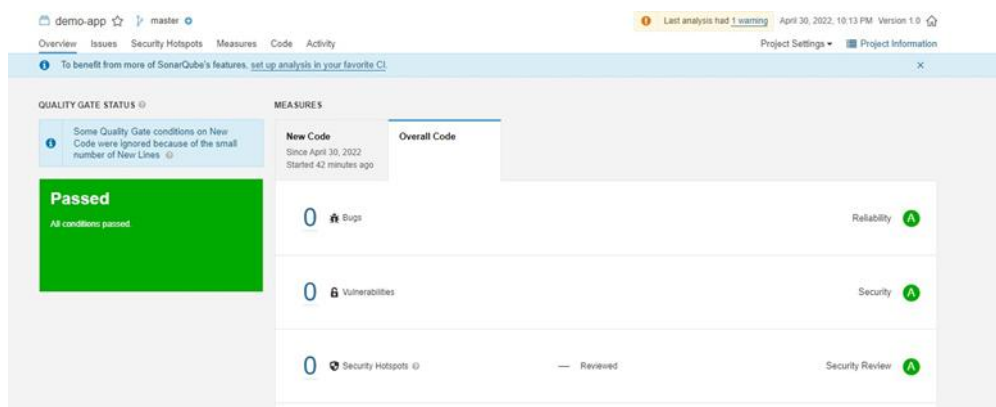 demo-app master
Last analysis had 1 warning April 30, 2022, 10:13 PM Version 1.0
Overview Issues Security Hotspots Measures Code Activity
Project Settings Project Information
To benefit from more of SonarQube's features, set up analysis in your favorite CI.
QUALITY GATE STATUS
MEASURES
Some Quality Gate conditions on New
Code were ignored because of the small
number of New Lines
Passed
All conditions passed.
New Code
Since April 30, 2022
Started 42 minutes ago
Overall Code
0 Bugs Reliability A
0 Vulnerabilities Security A
0 Security Hotspots — Reviewed Security Review A